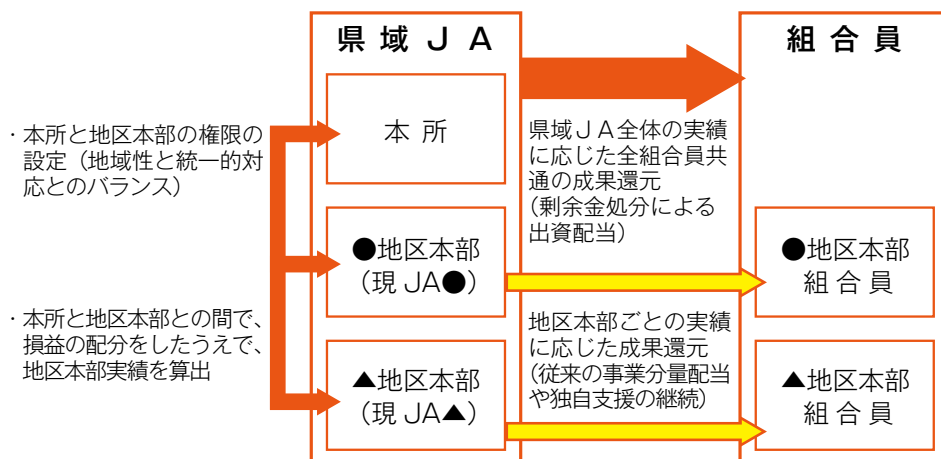 県域ＪＡ
組合員
本所
・本所と地区本部の権限の
設定（地域性と統一的対
応とのバランス）
県域ＪＡ全体の実績
に応じた全組合員共
通の成果還元
(剰余金処分による
出資配当)
●地区本部
(現 JA●)
●地区本部
組合員
・本所と地区本部との間で、
損益の配分をしたうえで、
地区本部実績を算出
地区本部ごとの実績
に応じた成果還元
(従来の事業分量配当
や独自支援の継続)
▲地区本部
(現 JA▲)
▲地区本部
組合員